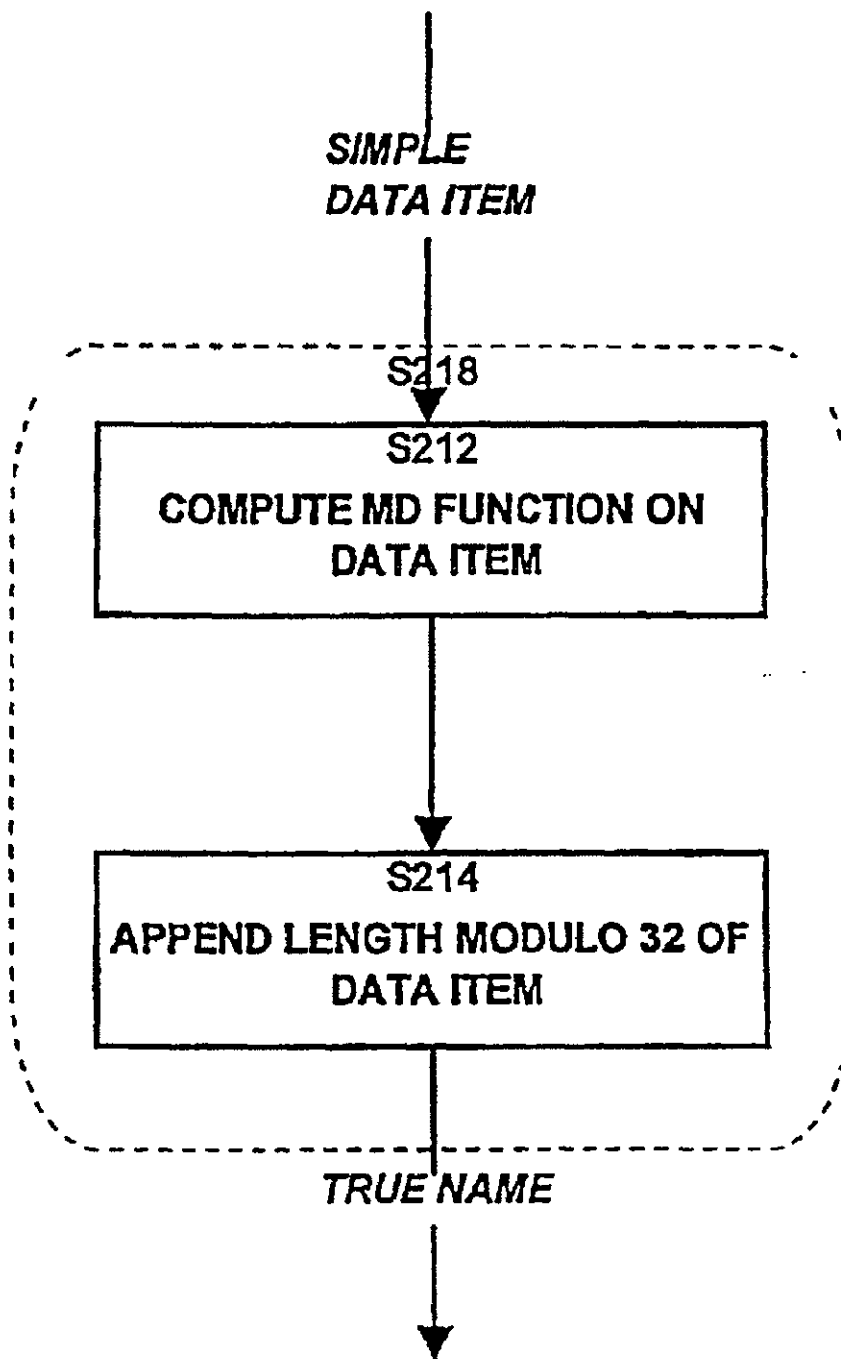 SIMPLE
DATA ITEM
S218
S212
COMPUTE MD FUNCTION ON
DATA ITEM
S214
APPEND LENGTH MODULO 32 OF
DATA ITEM
TRUE NAME